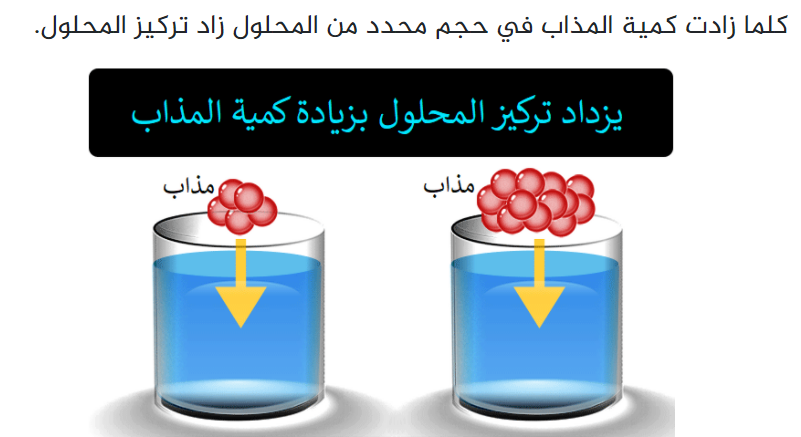 كلما زادت كمية المذاب في حجم محدد من المحلول زاد تركيز المحلول.
يزداد تركيز المحلول بزيادة كمية المذاب
مذاب
مذاب